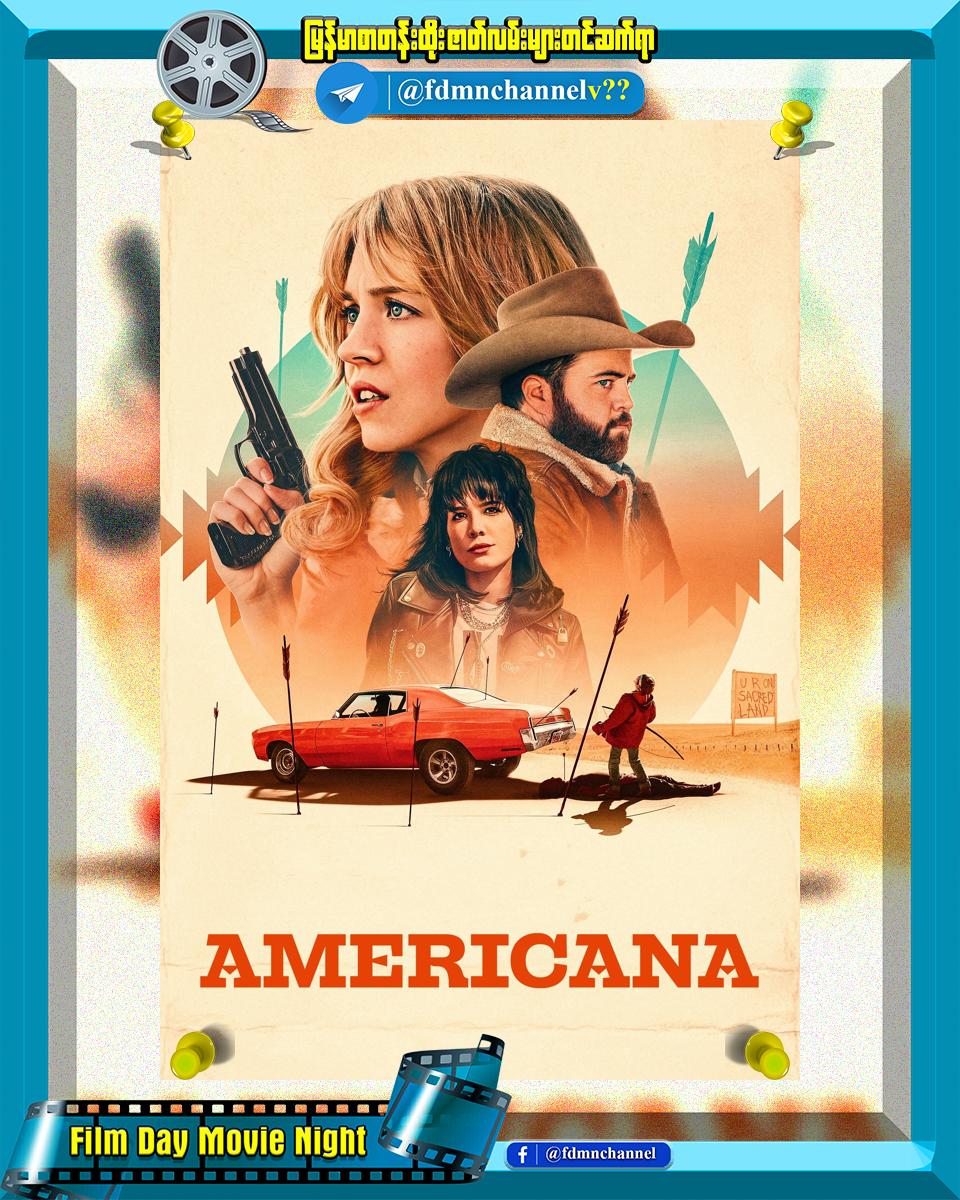 မြန်မာစာတန်းထိုးဇာတ်လမ်းများတင်ဆက်ရာ
@fdmnchannelv??
U R ON
SACRED
LAND
AMERICANA
Film Day Movie Night
f @fdmnchannel